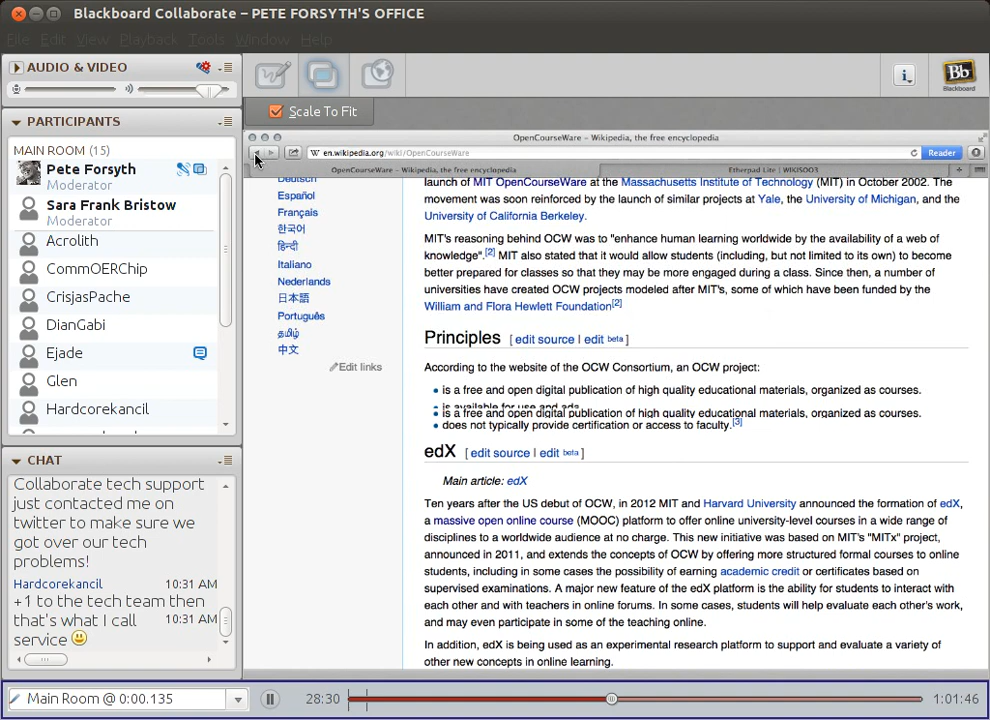 Blackboard Collaborate – PETE FORSYTH'S OFFICE
File Edit View Playback Tools Window Help
AUDIO & VIDEO
PARTICIPANTS
MAIN ROOM (15)
Pete Forsyth
Moderator
Sara Frank Bristow
Moderator
Acrolith
CommOERChip
CrisjasPache
DianGabi
Ejade
Glen
Hardcorekancil
CHAT
Collaborate tech support
just contacted me on
twitter to make sure we
got over our tech
problems!
Hardcorekancil 10:31 AM
+1 to the tech team then
that's what I call 10:31 AM
service
i
Bb
Blackboard
Scale To Fit
OpenCourseWare – Wikipedia, the free encyclopedia
W en.wikipedia.org/wiki/OpenCourseWare
Reader
OpenCourseWare – Wikipedia, the free encyclopedia
Etherpad Lite | WIKISOO3
Deutsch
Español
Français
한국어
हिन्दी
Italiano
Nederlands
日本語
Português
தமிழ்
中文
Edit links
launch of MIT OpenCourseWare at the Massachusetts Institute of Technology (MIT) in October 2002. The
movement was soon reinforced by the launch of similar projects at Yale, the University of Michigan, and the
University of California Berkeley.
MIT's reasoning behind OCW was to "enhance human learning worldwide by the availability of a web of
knowledge".[2] MIT also stated that it would allow students (including, but not limited to its own) to become
better prepared for classes so that they may be more engaged during a class. Since then, a number of
universities have created OCW projects modeled after MIT's, some of which have been funded by the
William and Flora Hewlett Foundation[2]
Principles [ edit source | edit beta ]
According to the website of the OCW Consortium, an OCW project:
• is a free and open digital publication of high quality educational materials, organized as courses.
• is available for use and ada
• is a free and open digital publication of high quality educational materials, organized as courses.
• does not typically provide certification or access to faculty.[3]
edX [ edit source | edit beta ]
Main article: edX
Ten years after the US debut of OCW, in 2012 MIT and Harvard University announced the formation of edX,
a massive open online course (MOOC) platform to offer online university-level courses in a wide range of
disciplines to a worldwide audience at no charge. This new initiative was based on MIT's "MITx" project,
announced in 2011, and extends the concepts of OCW by offering more structured formal courses to online
students, including in some cases the possibility of earning academic credit or certificates based on
supervised examinations. A major new feature of the edX platform is the ability for students to interact with
each other and with teachers in online forums. In some cases, students will help evaluate each other's work,
and may even participate in some of the teaching online.
In addition, edX is being used as an experimental research platform to support and evaluate a variety of
other new concepts in online learning.
Main Room @ 0:00.135
28:30
1:01:46